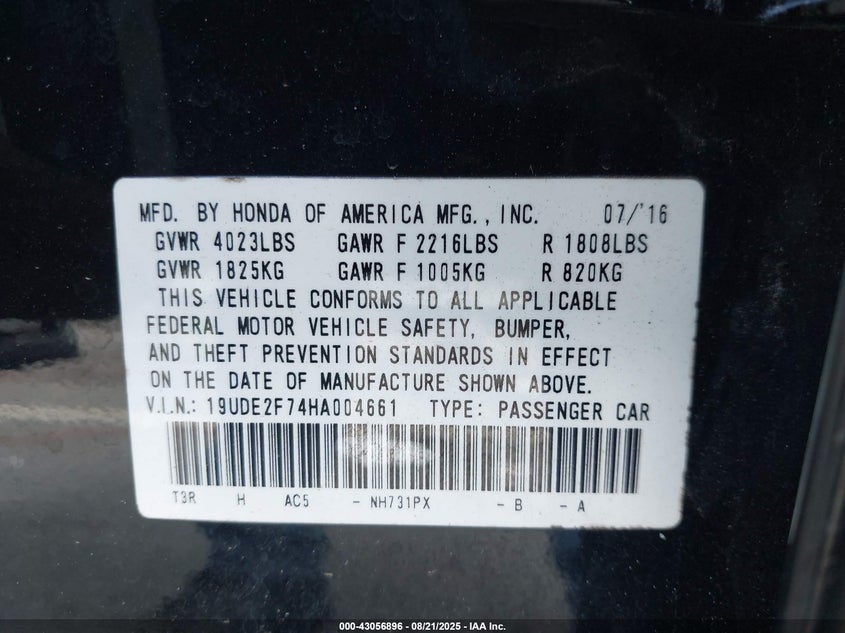 MFD. BY HONDA OF AMERICA MFG., INC. 07/'16
GVWR 4023LBS GAWR F 2216LBS R 1808LBS
GVWR 1825KG GAWR F 1005KG R 820KG
THIS VEHICLE CONFORMS TO ALL APPLICABLE
FEDERAL MOTOR VEHICLE SAFETY, BUMPER,
AND THEFT PREVENTION STANDARDS IN EFFECT
ON THE DATE OF MANUFACTURE SHOWN ABOVE.
V.I.N.: 19UDE2F74HA004661 TYPE: PASSENGER CAR
T3R H AC5 - NH731PX - B - A
000-43056896 - 08/21/2025 - IAA Inc.